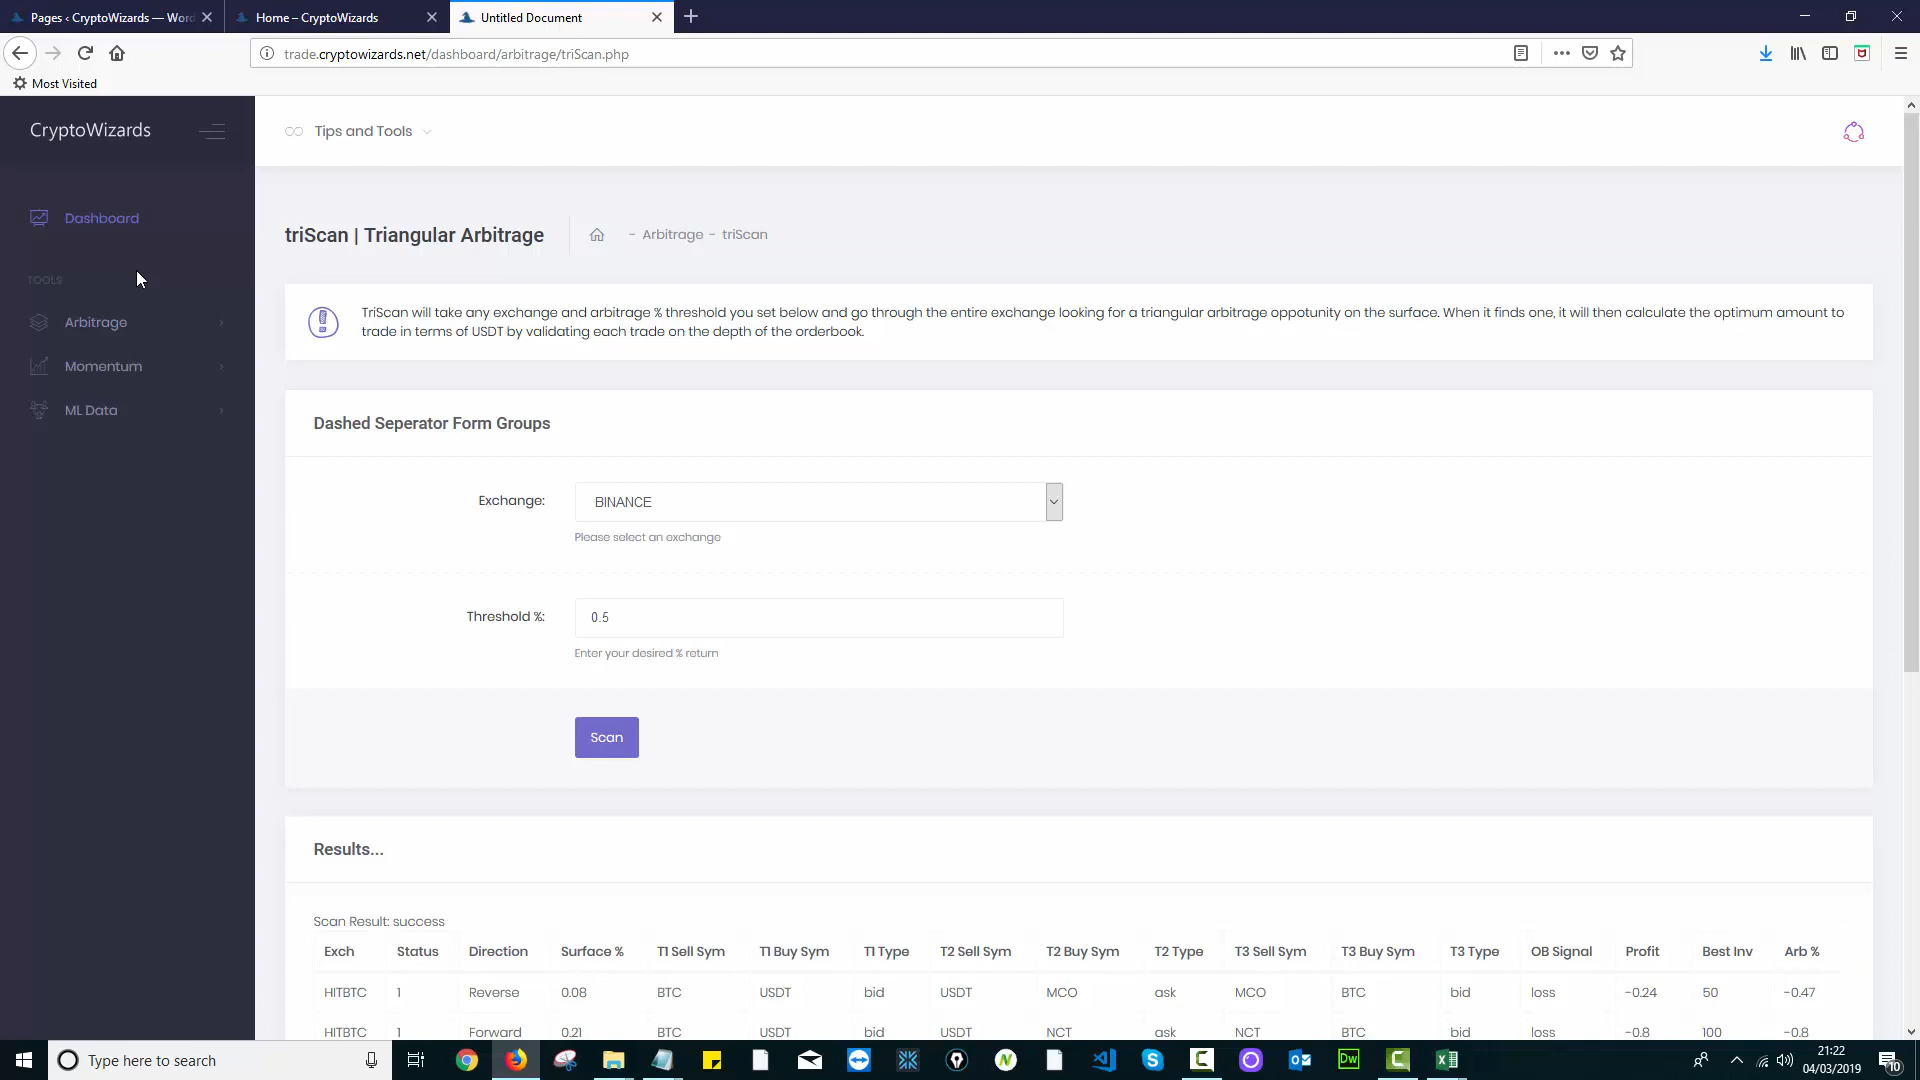 Pages ‹ CryptoWizards — Word
Home – CryptoWizards
Untitled Document
trade.cryptowizards.net/dashboard/arbitrage/triScan.php
Most Visited
CryptoWizards
Tips and Tools
Dashboard
TOOLS
Arbitrage
Momentum
ML Data
triScan | Triangular Arbitrage
- Arbitrage - triScan
TriScan will take any exchange and arbitrage % threshold you set below and go through the entire exchange looking for a triangular arbitrage oppotunity on the surface. When it finds one, it will then calculate the optimum amount to
trade in terms of USDT by validating each trade on the depth of the orderbook.
Dashed Seperator Form Groups
Exchange: BINANCE
Please select an exchange
Threshold %: 0.5
Enter your desired % return
Scan
Results...
Scan Result: success
Exch Status Direction Surface % T1 Sell Sym T1 Buy Sym T1 Type T2 Sell Sym T2 Buy Sym T2 Type T3 Sell Sym T3 Buy Sym T3 Type OB Signal Profit Best Inv Arb %
HITBTC 1 Reverse 0.08 BTC USDT bid USDT MCO ask MCO BTC bid loss -0.24 50 -0.47
HITBTC 1 Forward 0.21 BTC USDT bid USDT NCT ask NCT BTC bid loss -0.8 100 -0.8
Type here to search
Dw
21:22
04/03/2019
10